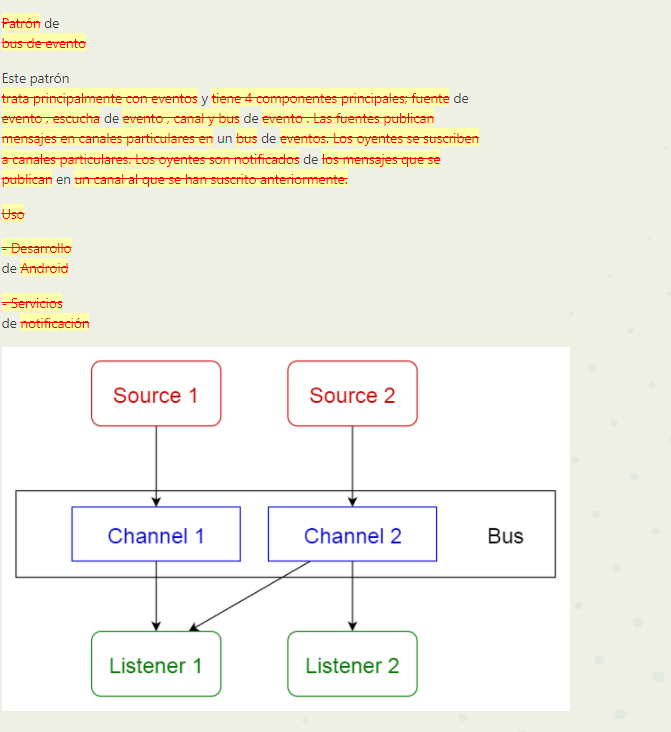 Patrón de
bus de evento
Este patrón
trata principalmente con eventos y tiene 4 componentes principales; fuente de
evento , escucha de evento , canal y bus de evento . Las fuentes publican
mensajes en canales particulares en un bus de eventos. Los oyentes se suscriben
a canales particulares. Los oyentes son notificados de los mensajes que se
publican en un canal al que se han suscrito anteriormente.
Uso
- Desarrollo
de Android
- Servicios
de notificación
Source 1 Source 2
Channel 1 Channel 2 Bus
Listener 1 Listener 2